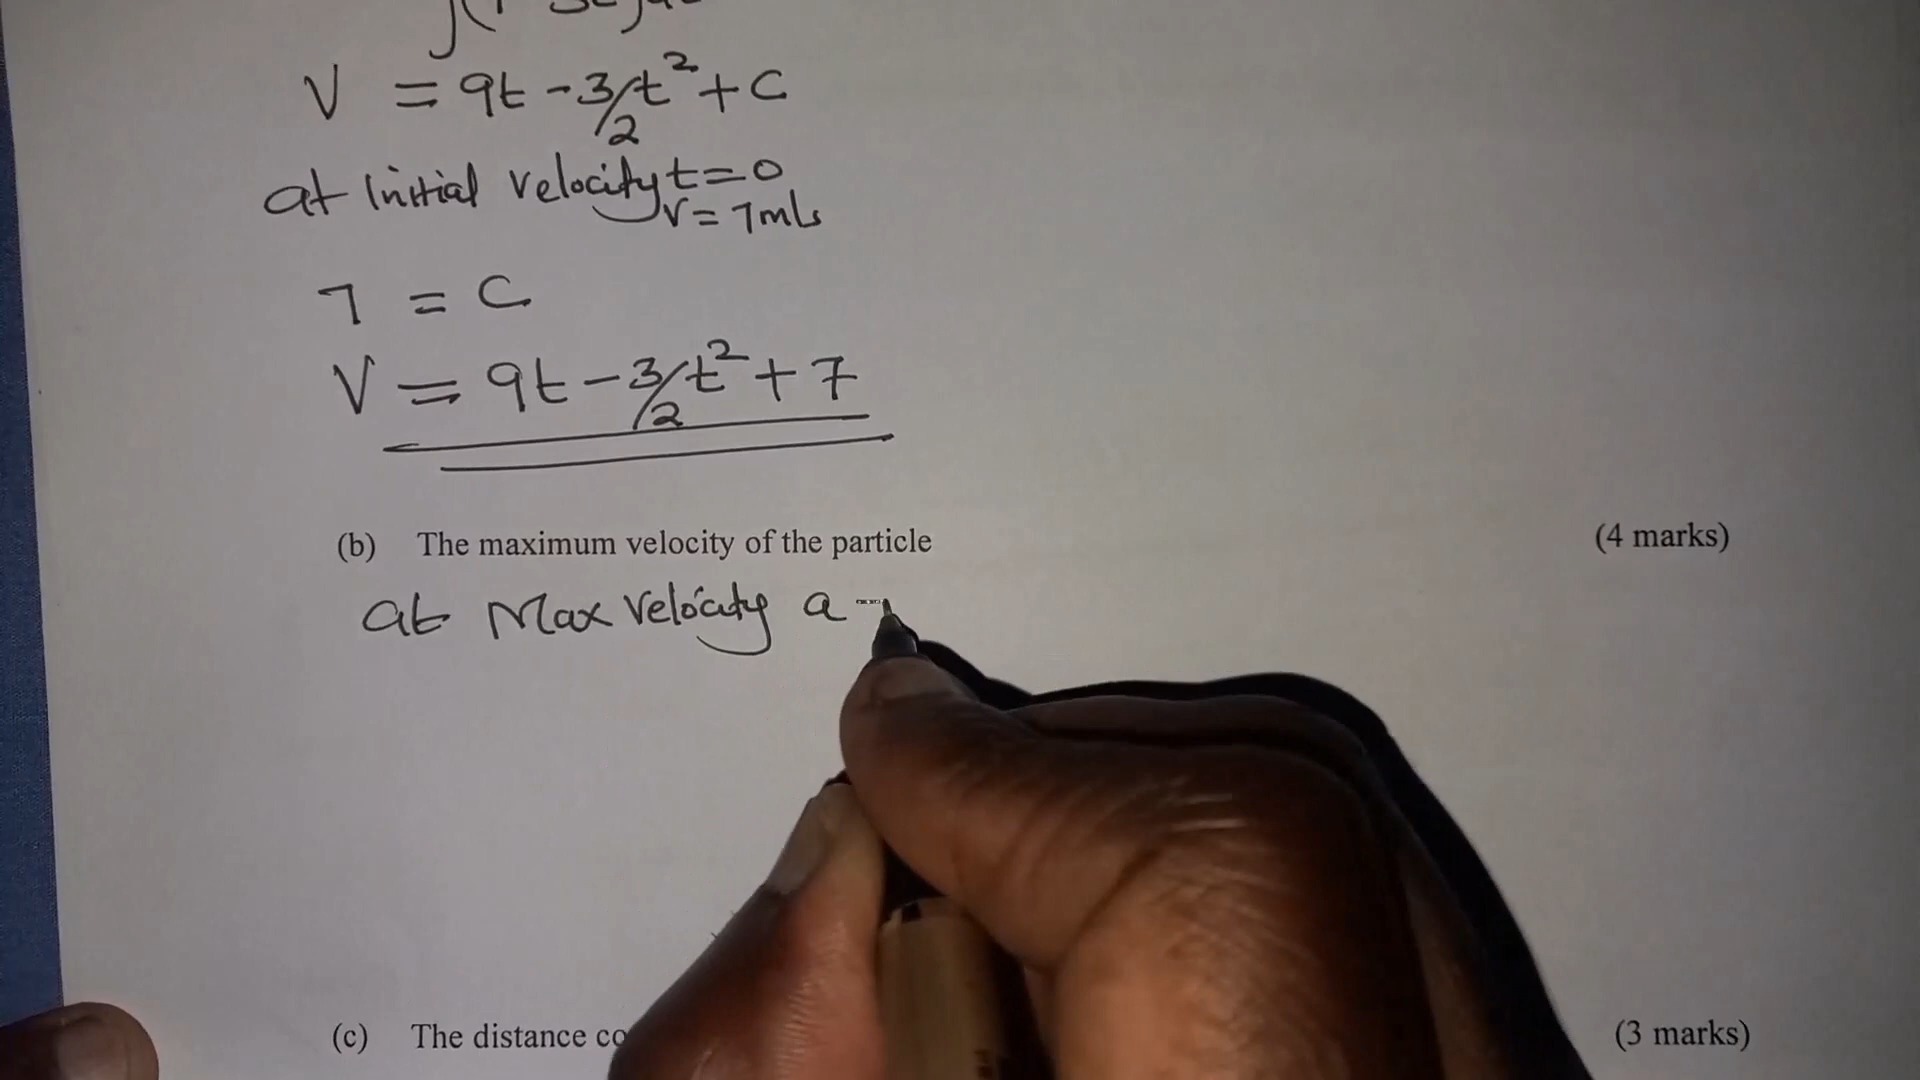 V = 9t - 3/2 t² + C
at Initial velocity t=0
V = 7m/s
7 = C
V = 9t - 3/2 t² + 7
(b) The maximum velocity of the particle (4 marks)
at Max velocity a
(c) The distance (3 marks)